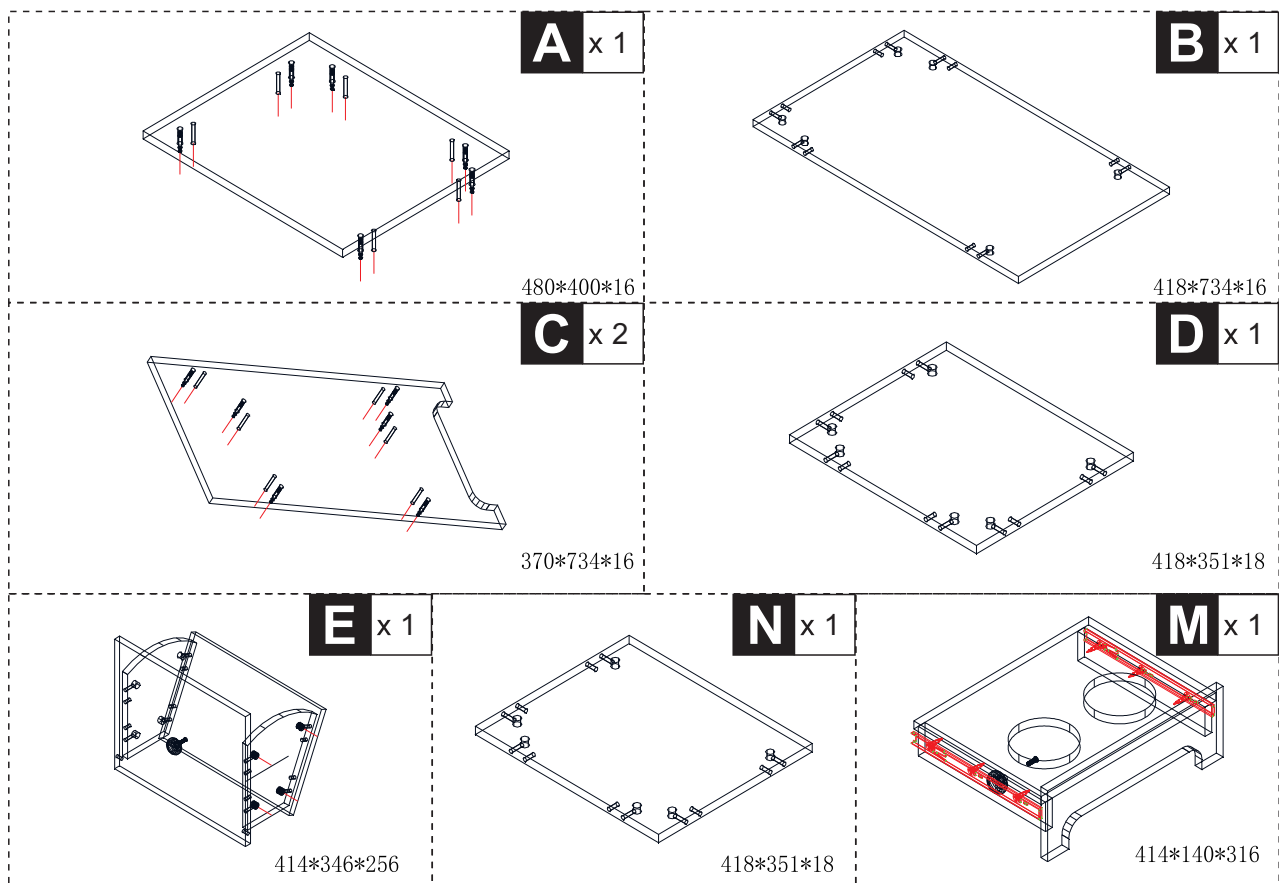 A x 1
480*400*16
B x 1
418*734*16
C x 2
370*734*16
D x 1
418*351*18
E x 1
414*346*256
N x 1
418*351*18
M x 1
414*140*316